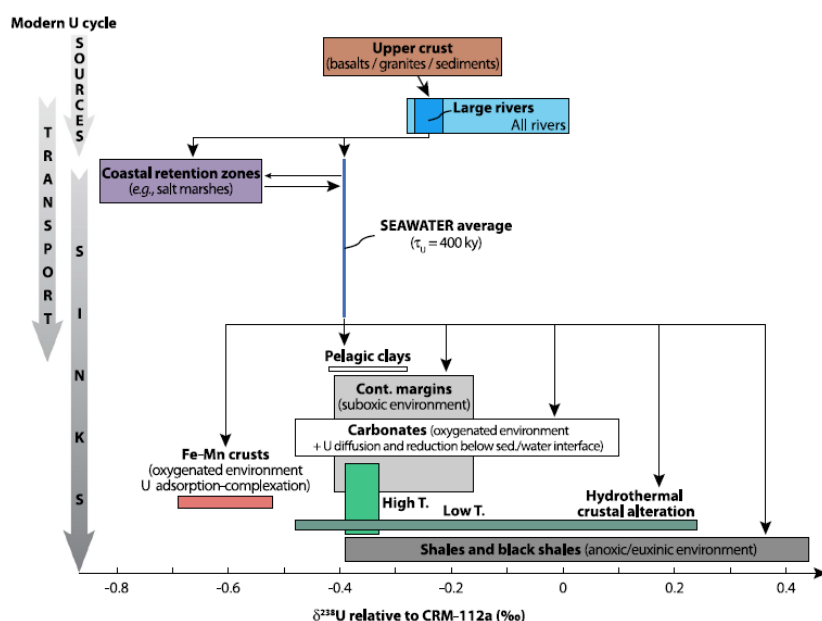 Modern U cycle
SOURCES
TRANSPORT
SINKS
Upper crust
(basalts / granites / sediments)
Large rivers
All rivers
Coastal retention zones
(e.g., salt marshes)
SEAWATER average
(τU = 400 ky)
Pelagic clays
Cont. margins
(suboxic environment)
Carbonates (oxygenated environment
+ U diffusion and reduction below sed./water interface)
Fe–Mn crusts
(oxygenated environment
U adsorption–complexation)
High T.
Low T.
Hydrothermal
crustal alteration
Shales and black shales (anoxic/euxinic environment)
-0.8 -0.6 -0.4 -0.2 0 0.2 0.4
δ²³⁸U relative to CRM–112a (‰)